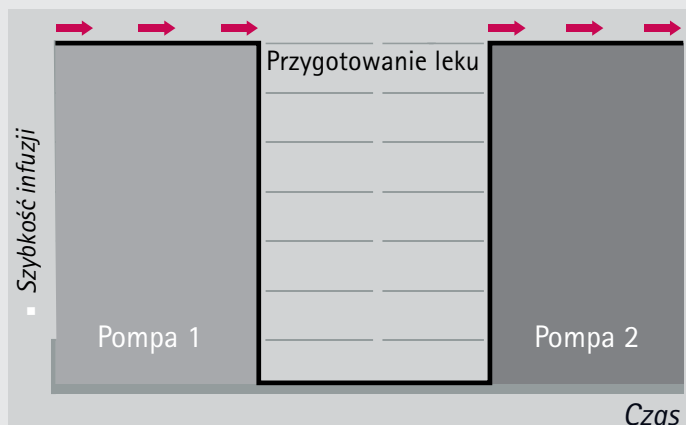 Przygotowanie leku
Szybkość infuzji
Pompa 1
Pompa 2
Czas